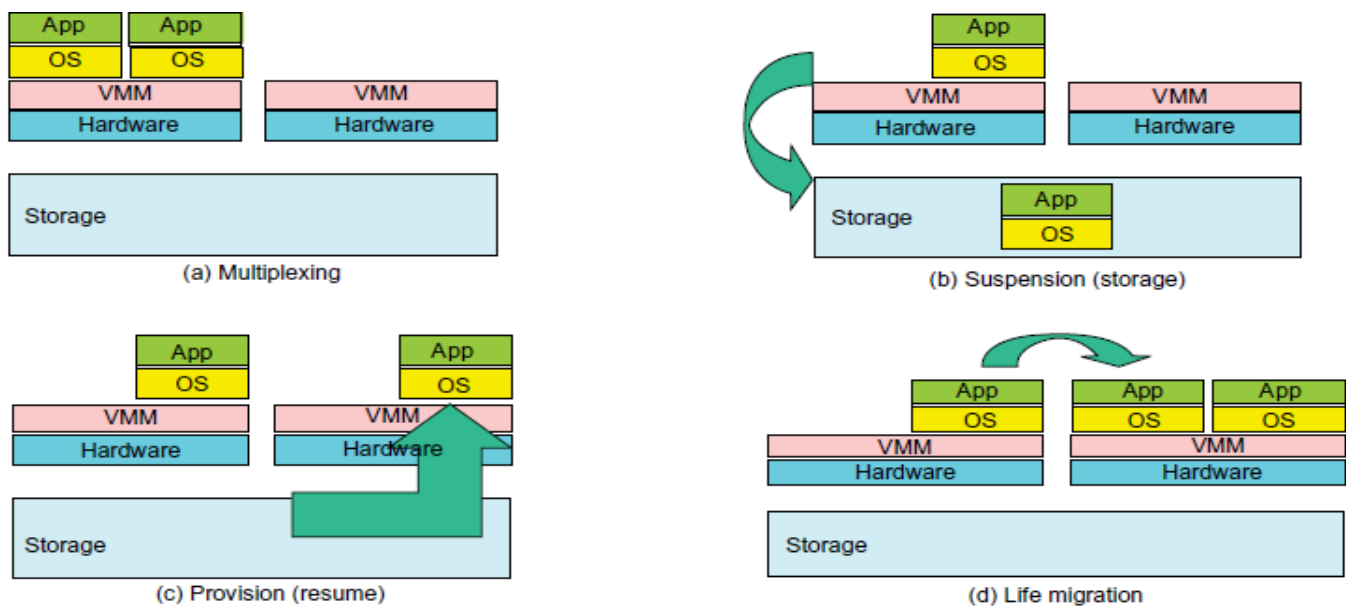 App App
OS OS
VMM VMM
Hardware Hardware
Storage
(a) Multiplexing
App
OS
VMM VMM
Hardware Hardware
App
Storage
OS
(b) Suspension (storage)
App App
OS OS
VMM VMM
Hardware Hardware
Storage
(c) Provision (resume)
App App App
OS OS OS
VMM VMM
Hardware Hardware
Storage
(d) Life migration